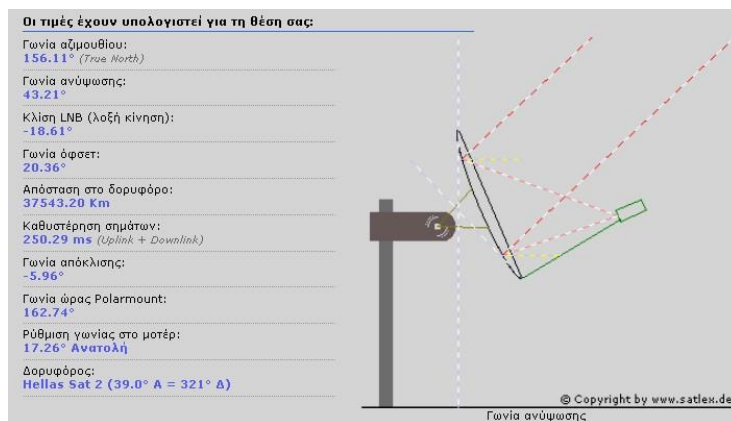 Οι τιμές έχουν υπολογιστεί για τη θέση σας:
Γωνία αζιμουθίου:
156.11° (True North)
Γωνία ανύψωσης:
43.21°
Κλίση LNB (λοξή κίνηση):
-18.61°
Γωνία όφσετ:
20.36°
Απόσταση στο δορυφόρο:
37543.20 Km
Καθυστέρηση σημάτων:
250.29 ms (Uplink + Downlink)
Γωνία απόκλισης:
-5.96°
Γωνία ώρας Polarmount:
162.74°
Ρύθμιση γωνίας στο μοτέρ:
17.26° Ανατολή
Δορυφόρος:
Hellas Sat 2 (39.0° Α = 321° Δ)
© Copyright by www.satlex.de
Γωνία ανύψωσης